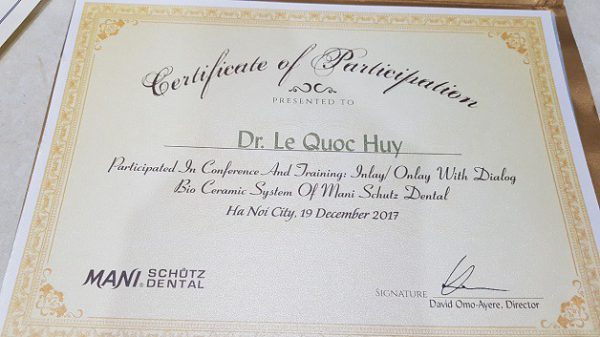 Certificate of Participation
PRESENTED TO
Dr. Le Quoc Huy
Participated In Conference And Training: Inlay/ Onlay With Dialog
Bio Ceramic System Of Mani Schutz Dental
Ha Noi City, 19 December 2017
MANI® SCHÜTZ
DENTAL
SIGNATURE
David Omo-Ayere, Director